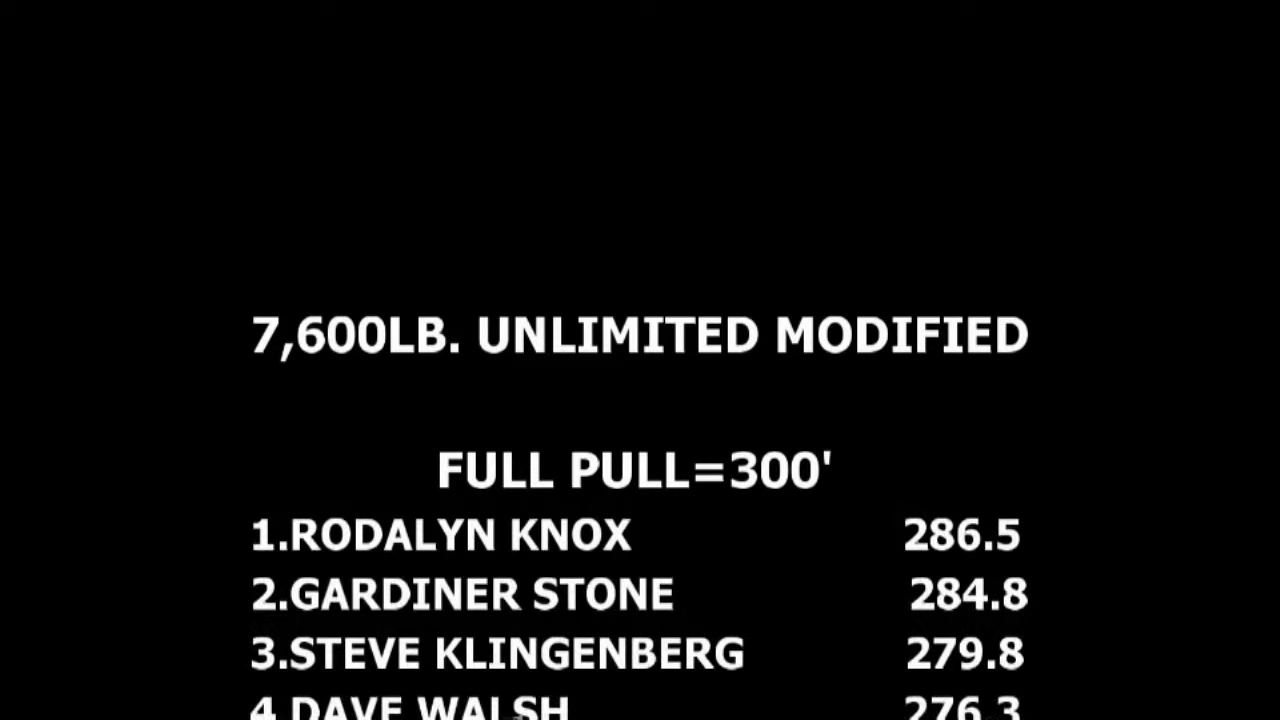 7,600LB. UNLIMITED MODIFIED
FULL PULL=300'
1.RODALYN KNOX 286.5
2.GARDINER STONE 284.8
3.STEVE KLINGENBERG 279.8
4.DAVE WALSH 276.3